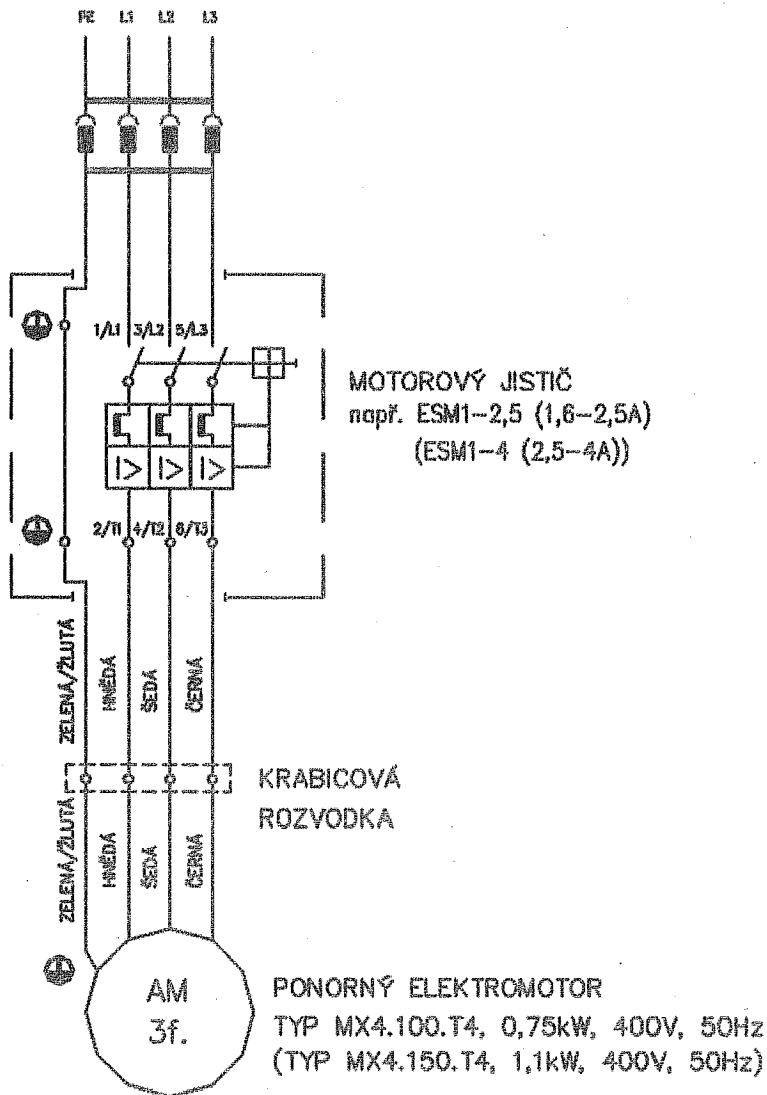 PE L1 L2 L3
1/L1 3/L2 5/L3
MOTOROVÝ JISTIČ
např. ESM1-2,5 (1,6-2,5A)
(ESM1-4 (2,5-4A))
2/T1 4/T2 6/T3
ZELENÁ/ŽLUTÁ
HNĚDÁ
ŠEDÁ
ČERNÁ
KRABICOVÁ
ROZVODKA
ZELENÁ/ŽLUTÁ
HNĚDÁ
ŠEDÁ
ČERNÁ
AM
3f.
PONORNÝ ELEKTROMOTOR
TYP MX4.100.T4, 0,75kW, 400V, 50Hz
(TYP MX4.150.T4, 1,1kW, 400V, 50Hz)